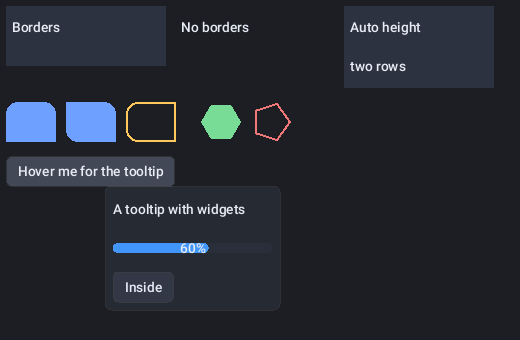 Borders
No borders
Auto height
two rows
Hover me for the tooltip
A tooltip with widgets
60%
Inside